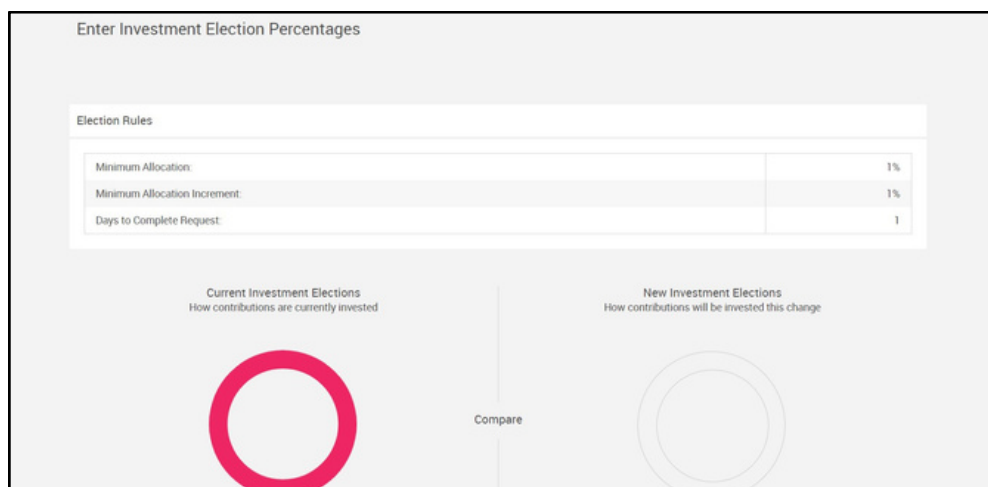 Enter Investment Election Percentages
Election Rules
Minimum Allocation: 1%
Minimum Allocation Increment: 1%
Days to Complete Request: 1
Current Investment Elections
How contributions are currently invested
New Investment Elections
How contributions will be invested this change
Compare